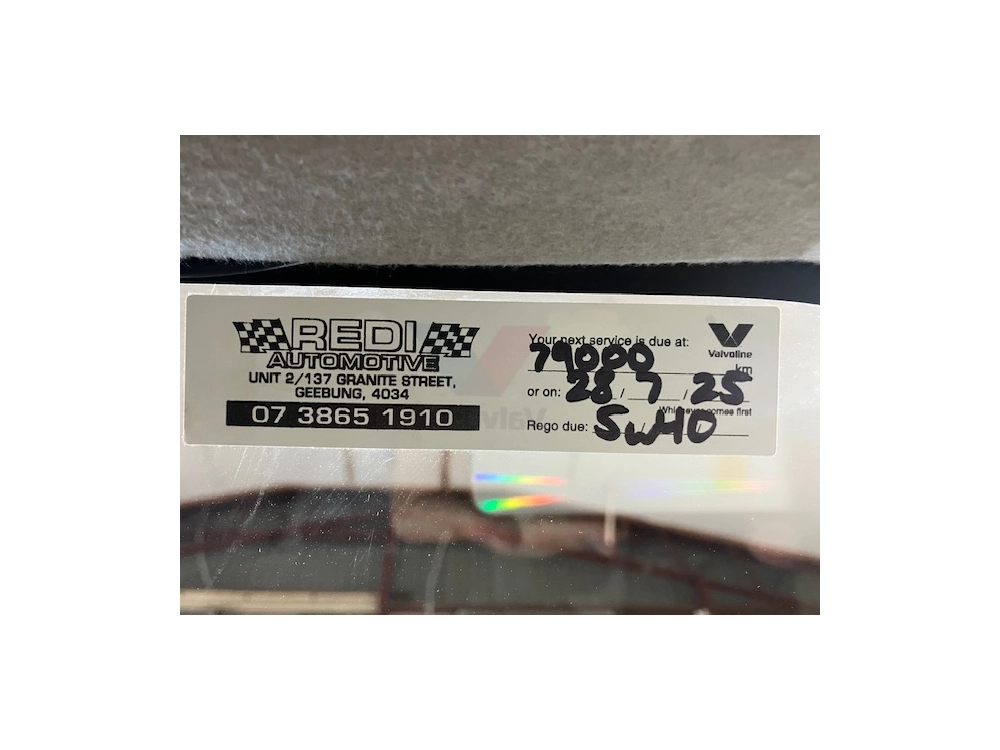 REDI
AUTOMOTIVE
UNIT 2/137 GRANITE STREET,
GEEBUNG, 4034
07 3865 1910
Your next service is due at:
79000 km
or on: 28 / 7 / 25
Whichever comes first
Rego due: 5w40
Valvoline